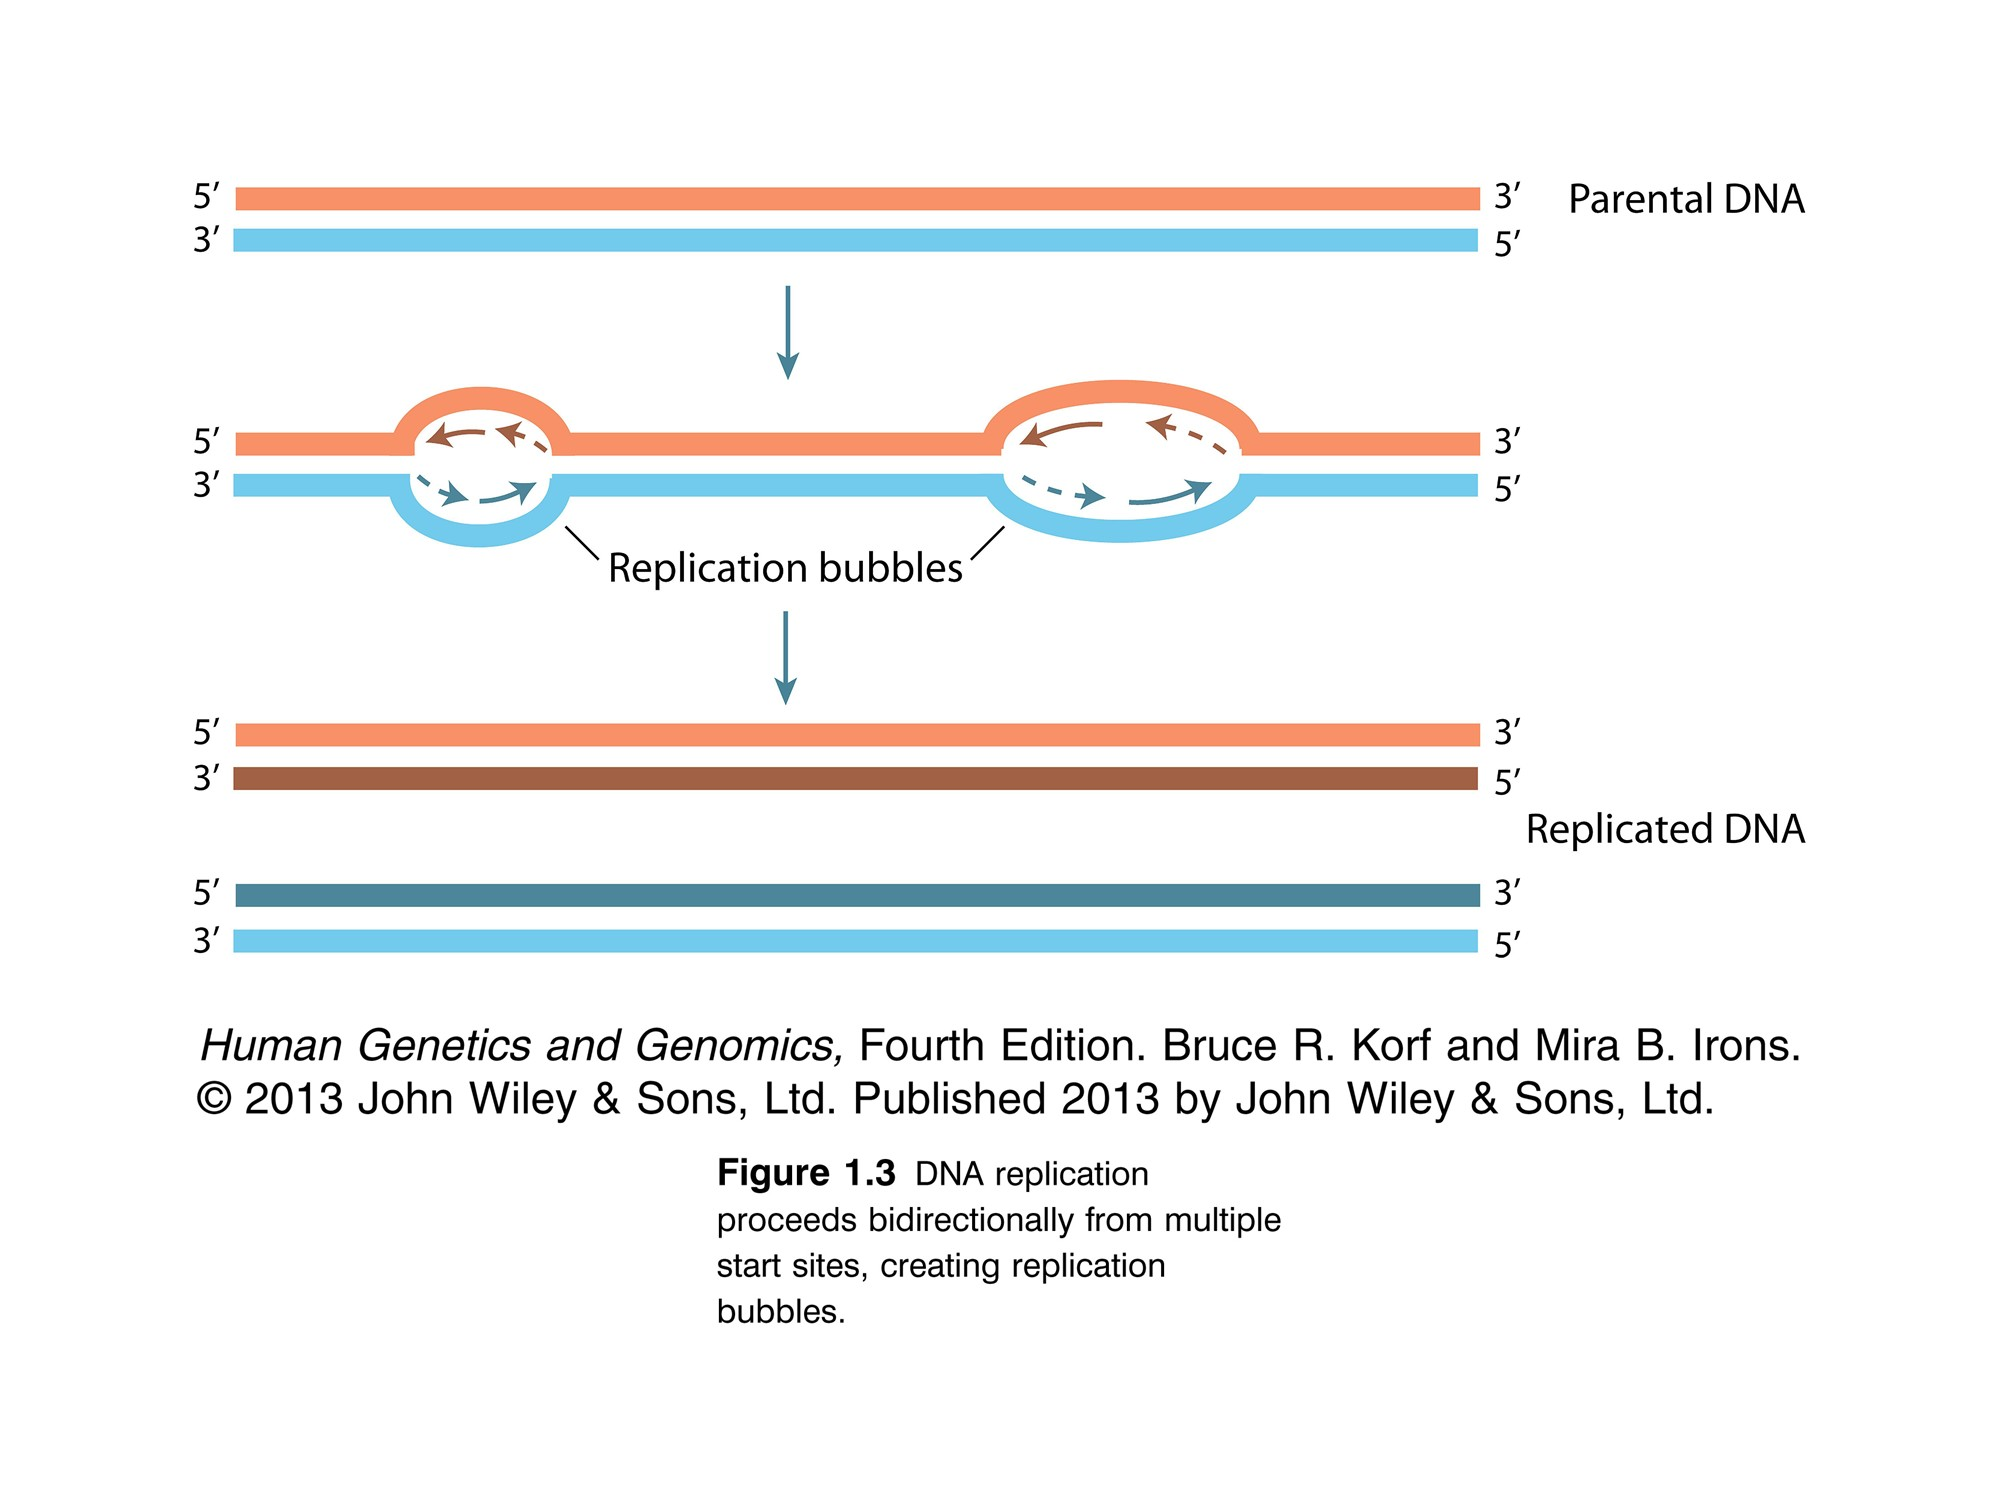 5′ 3′ Parental DNA
3′ 5′
5′ 3′
3′ 5′
Replication bubbles
5′ 3′
3′ 5′
Replicated DNA
5′ 3′
3′ 5′
Human Genetics and Genomics, Fourth Edition. Bruce R. Korf and Mira B. Irons.
© 2013 John Wiley & Sons, Ltd. Published 2013 by John Wiley & Sons, Ltd.
Figure 1.3 DNA replication
proceeds bidirectionally from multiple
start sites, creating replication
bubbles.